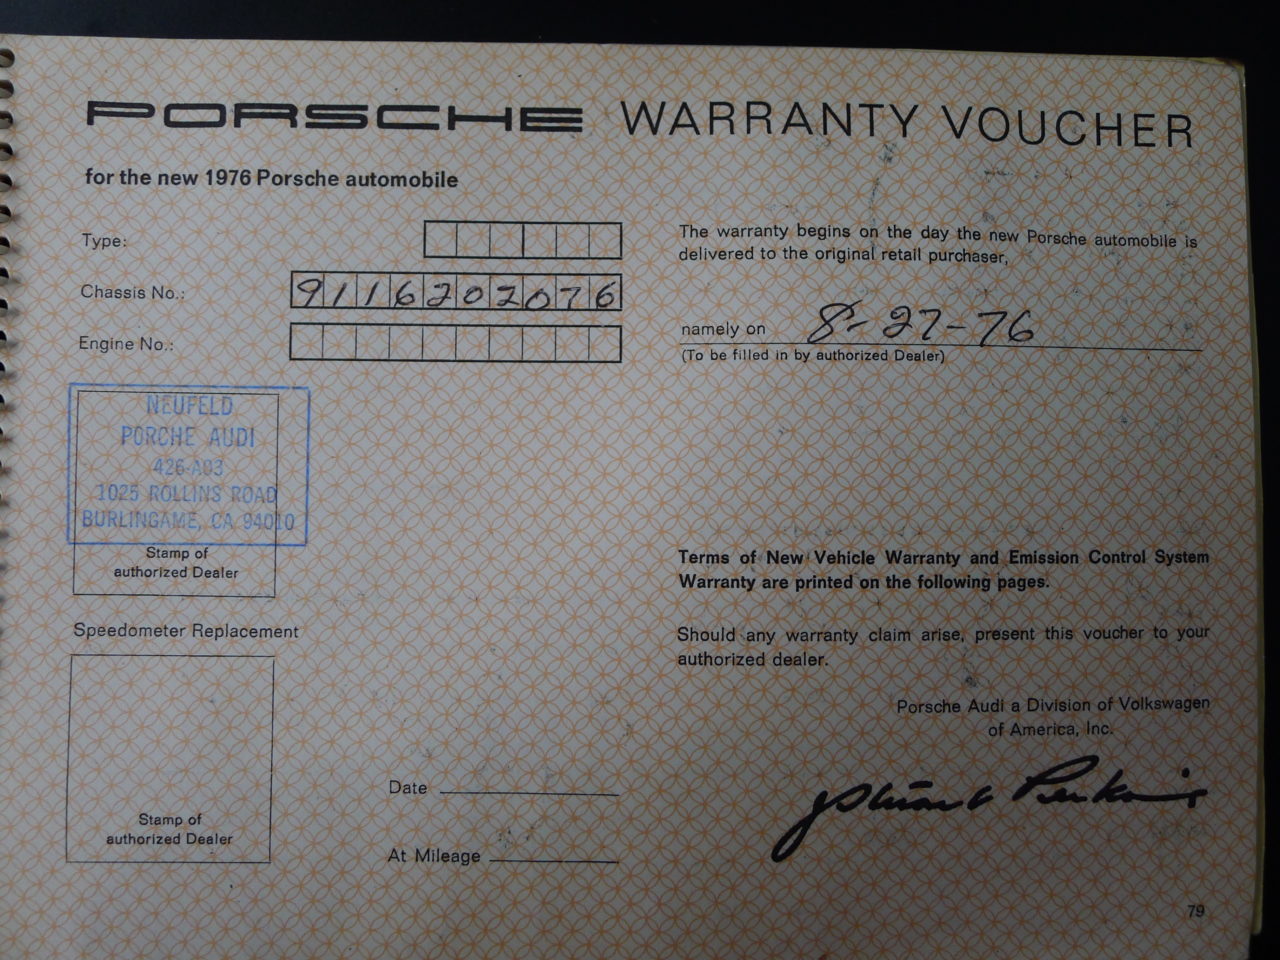 PORSCHE WARRANTY VOUCHER
for the new 1976 Porsche automobile
Type:
Chassis No.: 9116202076
Engine No.:
The warranty begins on the day the new Porsche automobile is
delivered to the original retail purchaser,
namely on 8-27-76
(To be filled in by authorized Dealer)
NEUFELD
PORCHE AUDI
426-A03
1025 ROLLINS ROAD
BURLINGAME, CA 94010
Stamp of
authorized Dealer
Speedometer Replacement
Stamp of
authorized Dealer
Date
At Mileage
Terms of New Vehicle Warranty and Emission Control System
Warranty are printed on the following pages.
Should any warranty claim arise, present this voucher to your
authorized dealer.
Porsche Audi a Division of Volkswagen
of America, Inc.
79